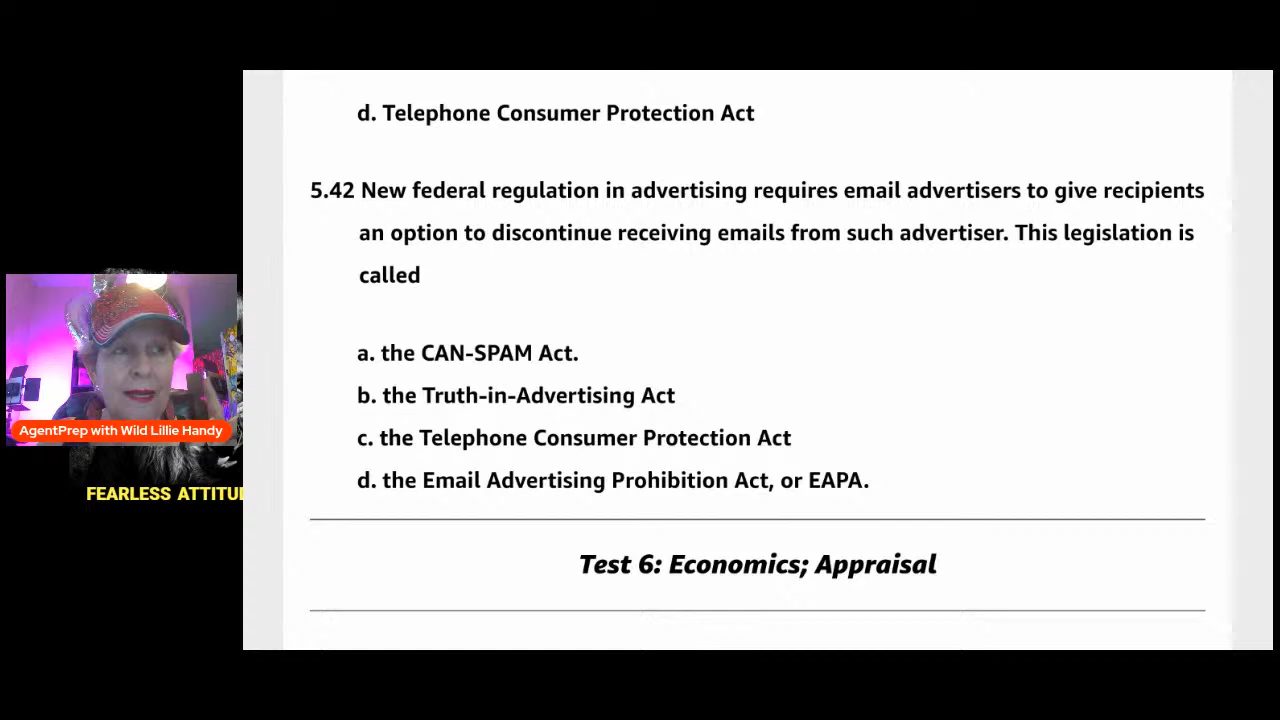 d. Telephone Consumer Protection Act
5.42 New federal regulation in advertising requires email advertisers to give recipients
an option to discontinue receiving emails from such advertiser. This legislation is
called
a. the CAN-SPAM Act.
b. the Truth-in-Advertising Act
c. the Telephone Consumer Protection Act
d. the Email Advertising Prohibition Act, or EAPA.
Test 6: Economics; Appraisal
AgentPrep with Wild Lillie Handy
FEARLESS